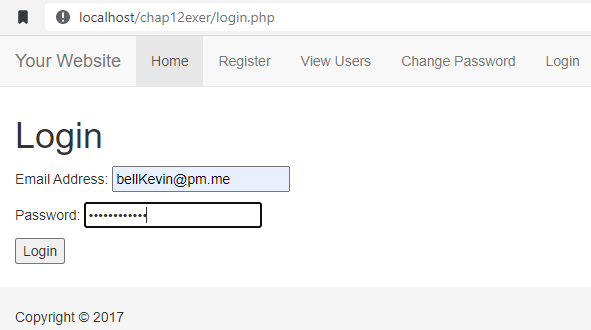 localhost/chap12exer/login.php
Your Website Home Register View Users Change Password Login
Login
Email Address: bellKevin@pm.me
Password: ••••••••••••
Login
Copyright © 2017